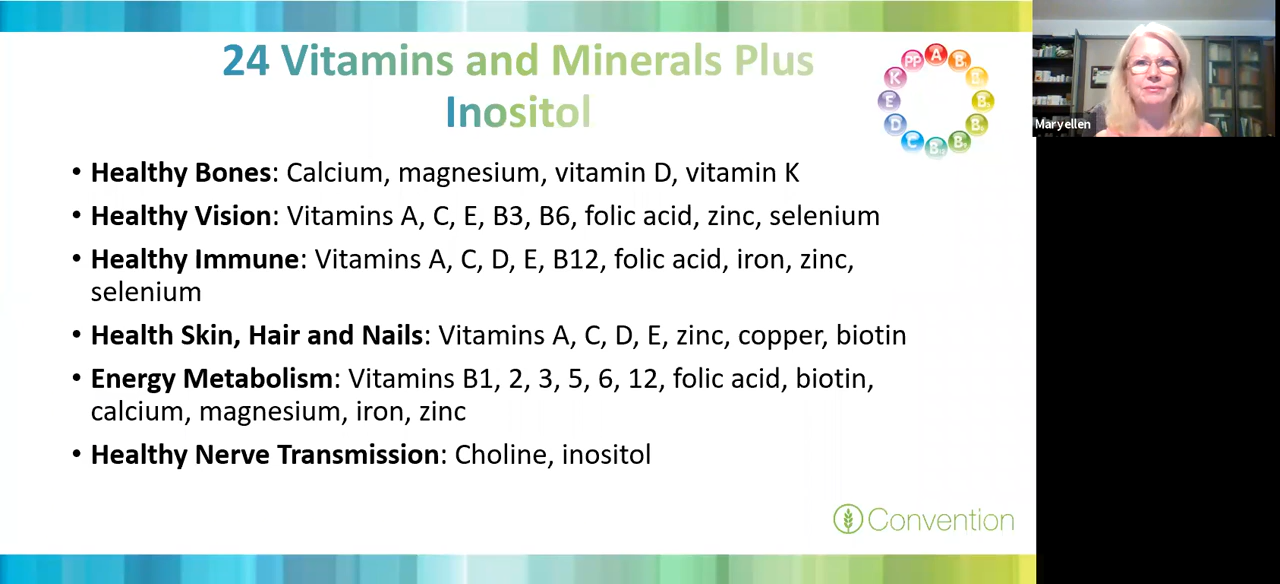 24 Vitamins and Minerals Plus
Inositol
PP A B B
K B
E B
D C B B
Maryellen
• Healthy Bones: Calcium, magnesium, vitamin D, vitamin K
• Healthy Vision: Vitamins A, C, E, B3, B6, folic acid, zinc, selenium
• Healthy Immune: Vitamins A, C, D, E, B12, folic acid, iron, zinc,
selenium
• Health Skin, Hair and Nails: Vitamins A, C, D, E, zinc, copper, biotin
• Energy Metabolism: Vitamins B1, 2, 3, 5, 6, 12, folic acid, biotin,
calcium, magnesium, iron, zinc
• Healthy Nerve Transmission: Choline, inositol
Convention